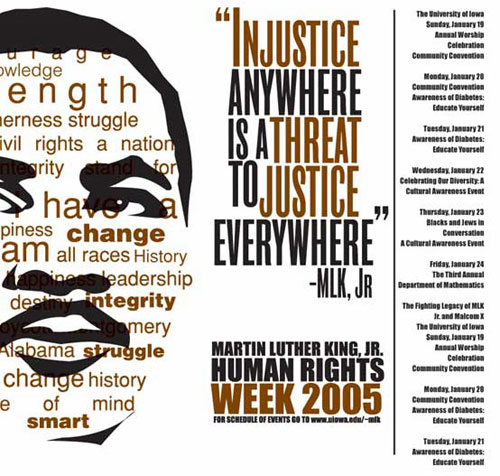 urage
owledge
ength
herness struggle
ivil rights a nation
ntegrity stand for
I have a
piness change
am all races History
happiness leadership
destiny integrity
gomery
Alabama struggle
change history
e of mind
smart
“INJUSTICE
ANYWHERE
IS A THREAT
TO JUSTICE
EVERYWHERE”
-MLK, JR
MARTIN LUTHER KING, JR.
HUMAN RIGHTS
WEEK 2005
FOR SCHEDULE OF EVENTS GO TO www.uiowa.edu/~mlk
The University of Iowa
Sunday, January 19
Annual Worship
Celebration
Community Convention
Monday, January 20
Community Convention
Awareness of Diabetes:
Educate Yourself
Tuesday, January 21
Awareness of Diabetes:
Educate Yourself
Wednesday, January 22
Celebrating Our Diversity: A
Cultural Awareness Event
Thursday, January 23
Blacks and Jews in
Conversation
A Cultural Awareness Event
Friday, January 24
The Third Annual
Department of Mathematics
The Fighting Legacy of MLK
Jr. and Malcom X
The University of Iowa
Sunday, January 19
Annual Worship
Celebration
Community Convention
Monday, January 20
Community Convention
Awareness of Diabetes:
Educate Yourself
Tuesday, January 21
Awareness of Diabetes:
Educate Yourself